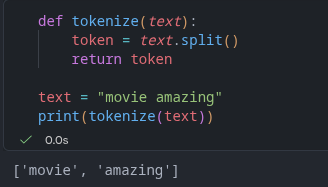 def tokenize(text):
    token = text.split()
    return token

text = "movie amazing"
print(tokenize(text))
0.0s
['movie', 'amazing']